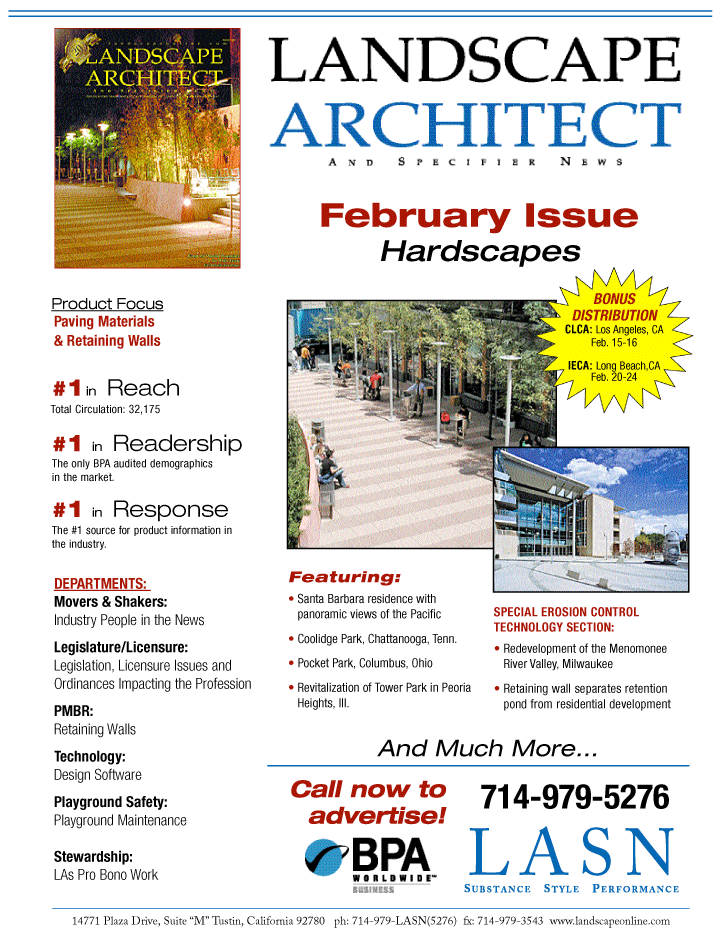 LANDSCAPE
ARCHITECT
AND SPECIFIER NEWS
LANDSCAPE
ARCHITECT
AND SPECIFIER NEWS
February Issue
Hardscapes
BONUS
DISTRIBUTION
CLCA: Los Angeles, CA
Feb. 15-16
IECA: Long Beach,CA
Feb. 20-24
Product Focus
Paving Materials
& Retaining Walls
#1 in Reach
Total Circulation: 32,175
#1 in Readership
The only BPA audited demographics
in the market.
#1 in Response
The #1 source for product information in
the industry.
DEPARTMENTS:
Movers & Shakers:
Industry People in the News
Legislature/Licensure:
Legislation, Licensure Issues and
Ordinances Impacting the Profession
PMBR:
Retaining Walls
Technology:
Design Software
Playground Safety:
Playground Maintenance
Stewardship:
LAs Pro Bono Work
Featuring:
• Santa Barbara residence with
panoramic views of the Pacific
• Coolidge Park, Chattanooga, Tenn.
• Pocket Park, Columbus, Ohio
• Revitalization of Tower Park in Peoria
Heights, Ill.
SPECIAL EROSION CONTROL
TECHNOLOGY SECTION:
• Redevelopment of the Menomonee
River Valley, Milwaukee
• Retaining wall separates retention
pond from residential development
And Much More...
Call now to
advertise!
714-979-5276
BPA
WORLDWIDE™
BUSINESS
LASN
SUBSTANCE STYLE PERFORMANCE
14771 Plaza Drive, Suite “M” Tustin, California 92780 ph: 714-979-LASN(5276) fx: 714-979-3543 www.landscapeonline.com